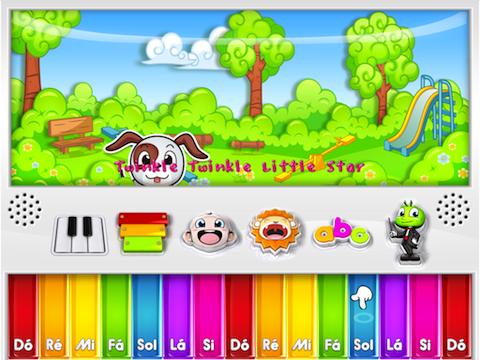 Twinkle Twinkle Little Star
abc
Dó Ré Mi Fá Sol Lá Si Dó Ré Mi Fá Sol Lá Si Dó